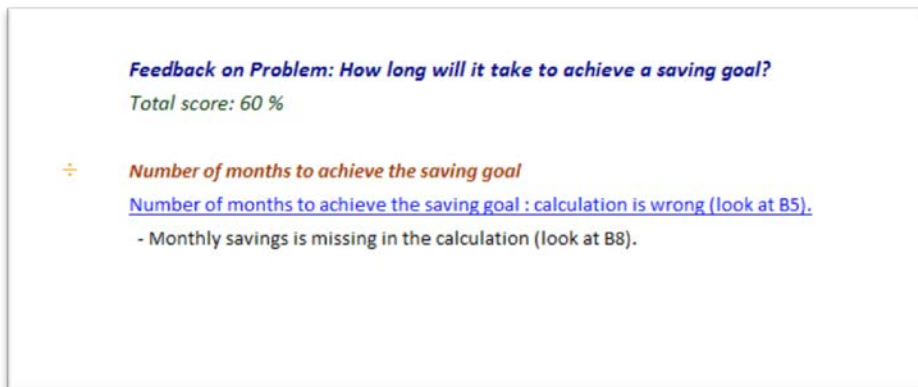 Feedback on Problem: How long will it take to achieve a saving goal?
Total score: 60 %
÷ Number of months to achieve the saving goal
Number of months to achieve the saving goal : calculation is wrong (look at B5).
- Monthly savings is missing in the calculation (look at B8).